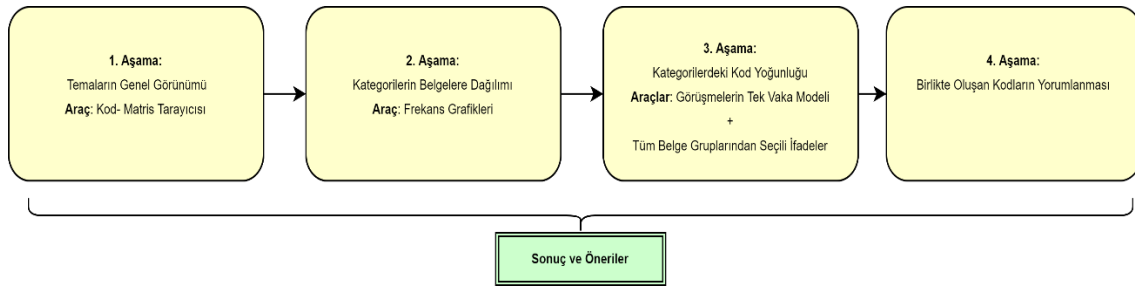 1. Aşama:
Temaların Genel Görünümü
Araç: Kod- Matris Tarayıcısı
2. Aşama:
Kategorilerin Belgelere Dağılımı
Araç: Frekans Grafikleri
3. Aşama:
Kategorilerdeki Kod Yoğunluğu
Araçlar: Görüşmelerin Tek Vaka Modeli
+
Tüm Belge Gruplarından Seçili İfadeler
4. Aşama:
Birlikte Oluşan Kodların Yorumlanması
Sonuç ve Öneriler